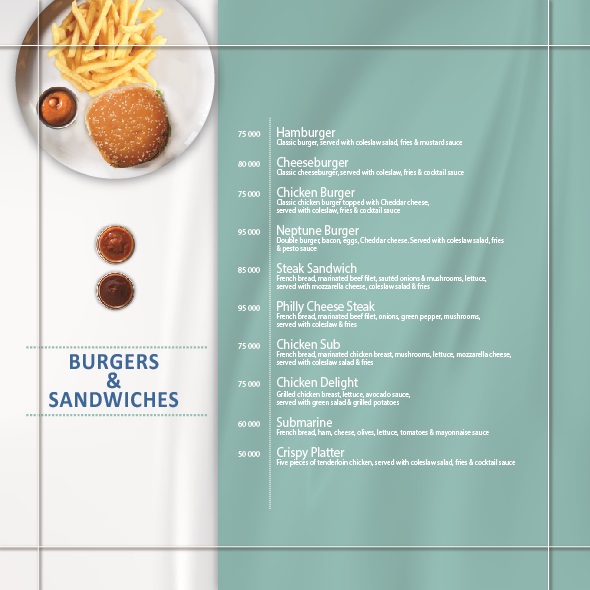 BURGERS
&
SANDWICHES
75 000 Hamburger
Classic burger, served with coleslaw salad, fries & mustard sauce
80 000 Cheeseburger
Classic cheeseburger, served with coleslaw, fries & cocktail sauce
75 000 Chicken Burger
Classic chicken burger topped with Cheddar cheese,
served with coleslaw, fries & cocktail sauce
95 000 Neptune Burger
Double burger, bacon, eggs, Cheddar cheese. Served with coleslaw salad, fries
& pesto sauce
85 000 Steak Sandwich
French bread, marinated beef filet, sautéd onions & mushrooms, lettuce,
served with mozzarella cheese, coleslaw salad & fries
95 000 Philly Cheese Steak
French bread, marinated beef filet, onions, green pepper, mushrooms,
served with coleslaw & fries
75 000 Chicken Sub
French bread, marinated chicken breast, mushrooms, lettuce, mozzarella cheese,
served with coleslaw salad & fries
75 000 Chicken Delight
Grilled chicken breast, lettuce, avocado sauce,
served with green salad & grilled potatoes
60 000 Submarine
French bread, ham, cheese, olives, lettuce, tomatoes & mayonnaise sauce
50 000 Crispy Platter
Five pieces of tenderloin chicken, served with coleslaw salad, fries & cocktail sauce